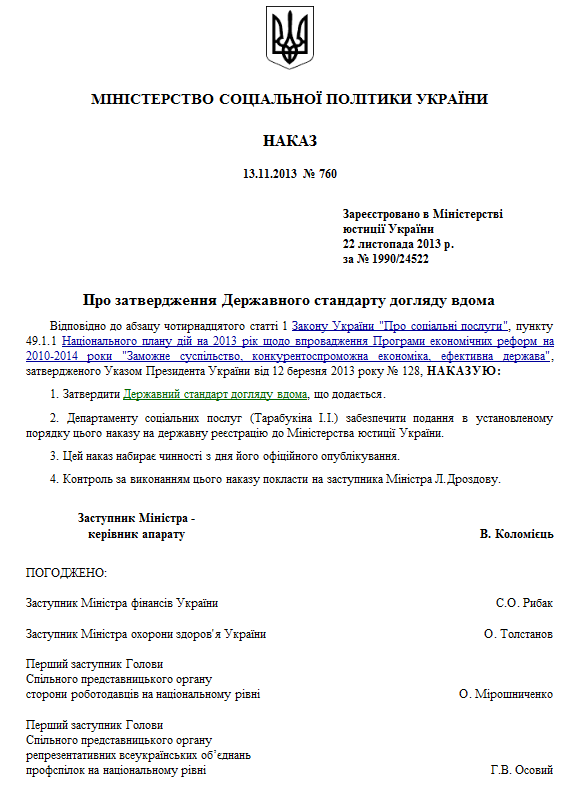 МІНІСТЕРСТВО СОЦІАЛЬНОЇ ПОЛІТИКИ УКРАЇНИ
НАКАЗ
13.11.2013 № 760
Зареєстровано в Міністерстві
юстиції України
22 листопада 2013 р.
за № 1990/24522
Про затвердження Державного стандарту догляду вдома
Відповідно до абзацу чотирнадцятого статті 1 Закону України "Про соціальні послуги", пункту
49.1.1 Національного плану дій на 2013 рік щодо впровадження Програми економічних реформ на
2010-2014 роки "Заможне суспільство, конкурентоспроможна економіка, ефективна держава",
затвердженого Указом Президента України від 12 березня 2013 року № 128, НАКАЗУЮ:
1. Затвердити Державний стандарт догляду вдома, що додається.
2. Департаменту соціальних послуг (Тарабукіна І.І.) забезпечити подання в установленому
порядку цього наказу на державну реєстрацію до Міністерства юстиції України.
3. Цей наказ набирає чинності з дня його офіційного опублікування.
4. Контроль за виконанням цього наказу покласти на заступника Міністра Л.Дроздову.
Заступник Міністра -
керівник апарату В. Коломієць
ПОГОДЖЕНО:
Заступник Міністра фінансів України С.О. Рибак
Заступник Міністра охорони здоров'я України О. Толстанов
Перший заступник Голови
Спільного представницького органу
сторони роботодавців на національному рівні О. Мірошниченко
Перший заступник Голови
Спільного представницького органу
репрезентативних всеукраїнських об’єднань
профспілок на національному рівні Г.В. Осовий